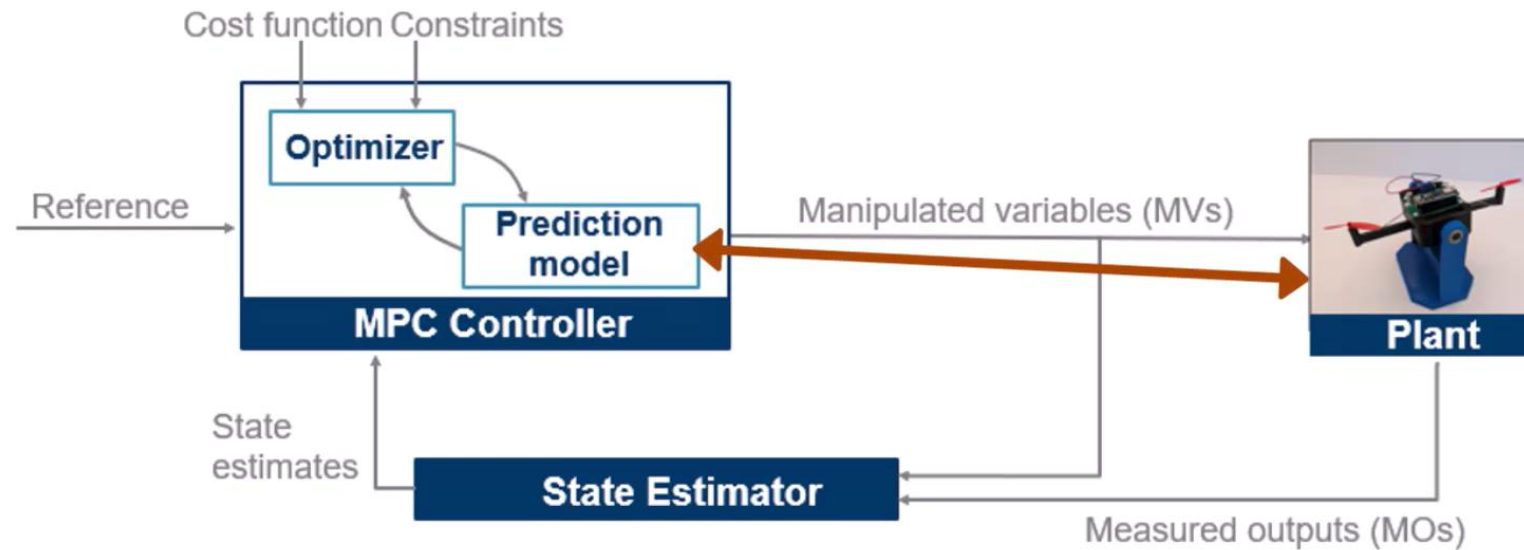 Cost function Constraints
Optimizer
Reference
Prediction
model
Manipulated variables (MVs)
MPC Controller
Plant
State
estimates
State Estimator
Measured outputs (MOs)